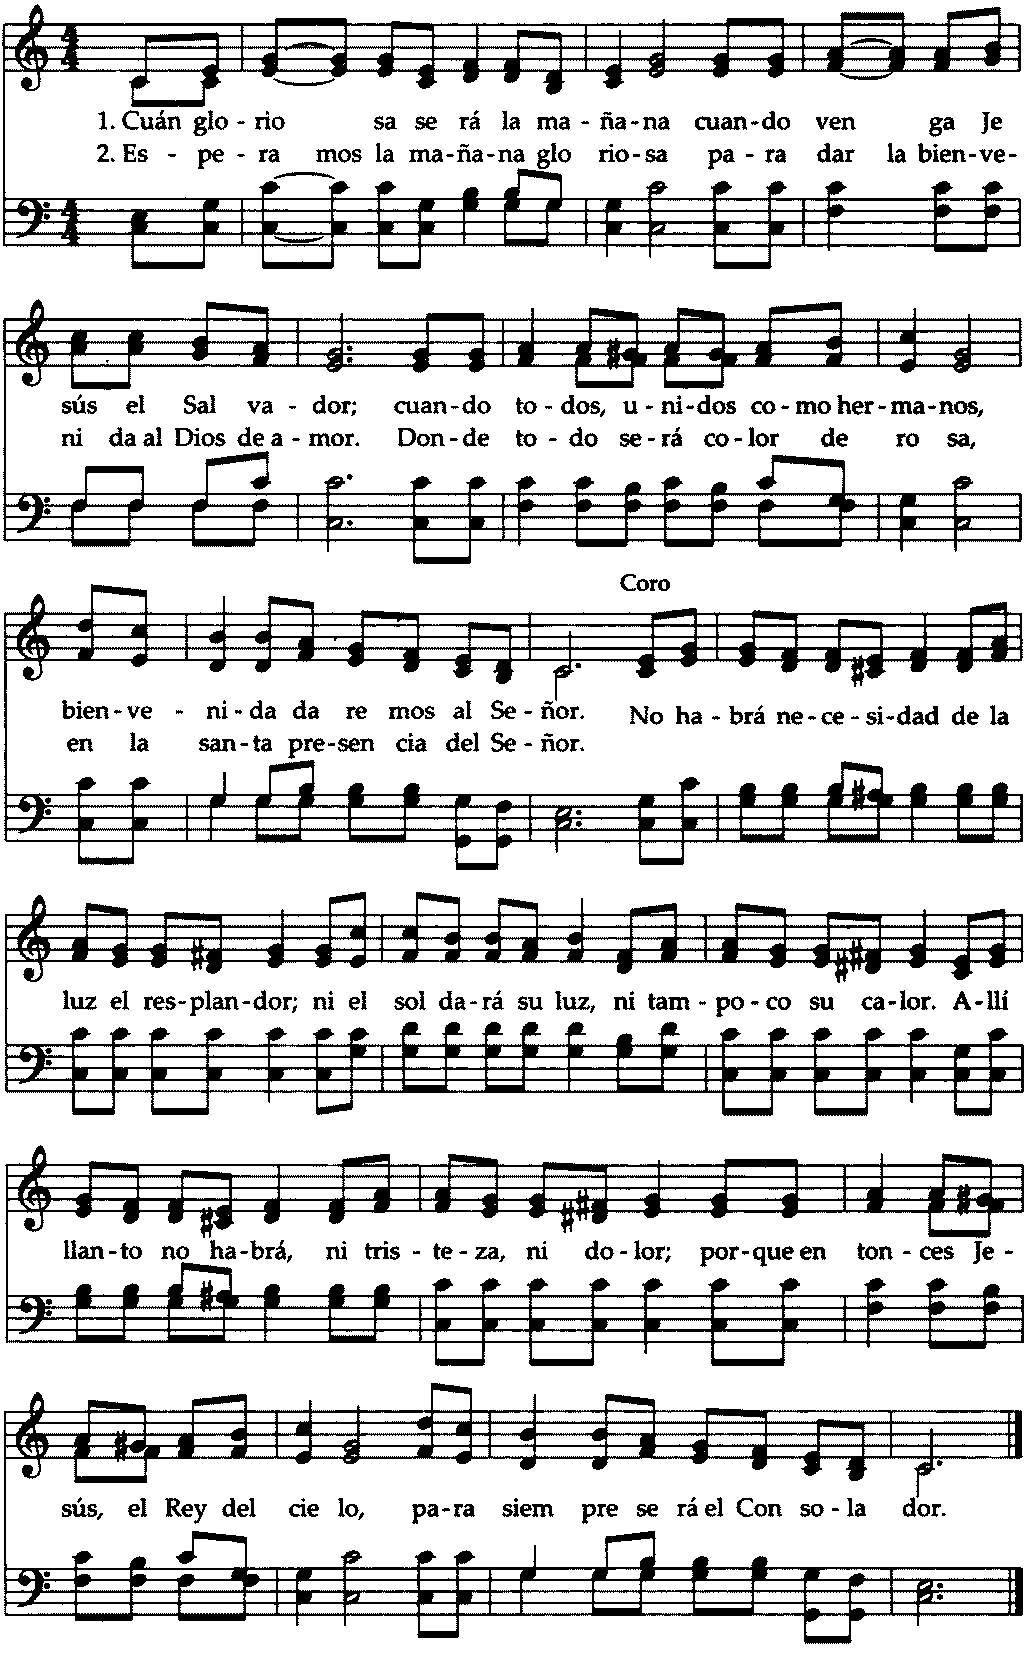 1. Cuán glo - rio sa se rá la ma - ña - na cuan - do ven ga Je
2. Es - pe - ra mos la ma - ña - na glo rio - sa pa - ra dar la bien - ve -
sús el Sal va - dor; cuan - do to - dos, u - ni - dos co - mo her - ma - nos,
ni da al Dios de a - mor. Don - de to - do se - rá co - lor de ro sa,
Coro
bien - ve - ni - da da re mos al Se - ñor. No ha - brá ne - ce - si - dad de la
en la san - ta pre - sen cia del Se - ñor.
luz el res - plan - dor; ni el sol da - rá su luz, ni tam - po - co su ca - lor. A - llí
llan - to no ha - brá, ni tris - te - za, ni do - lor; por - que en ton - ces Je -
sús, el Rey del cie lo, pa - ra siem pre se rá el Con so - la dor.